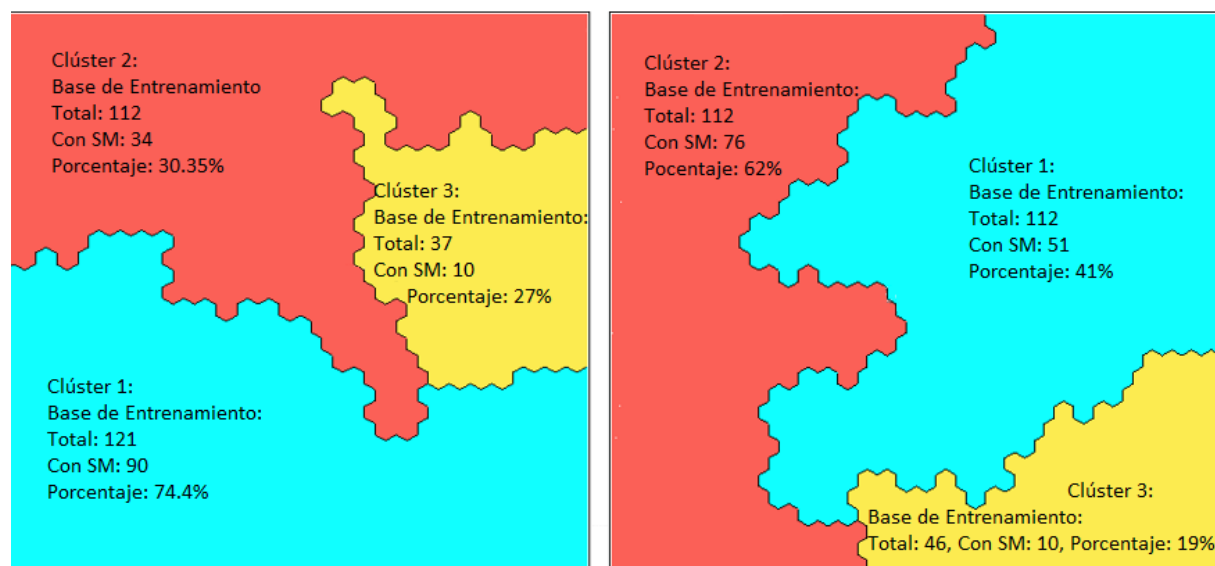 Clúster 2:
Base de Entrenamiento
Total: 112
Con SM: 34
Porcentaje: 30.35%
Clúster 3:
Base de Entrenamiento:
Total: 37
Con SM: 10
Porcentaje: 27%
Clúster 1:
Base de Entrenamiento:
Total: 121
Con SM: 90
Porcentaje: 74.4%
Clúster 2:
Base de Entrenamiento:
Total: 112
Con SM: 76
Pocentaje: 62%
Clúster 1:
Base de Entrenamiento:
Total: 112
Con SM: 51
Porcentaje: 41%
Clúster 3:
Base de Entrenamiento:
Total: 46, Con SM: 10, Porcentaje: 19%